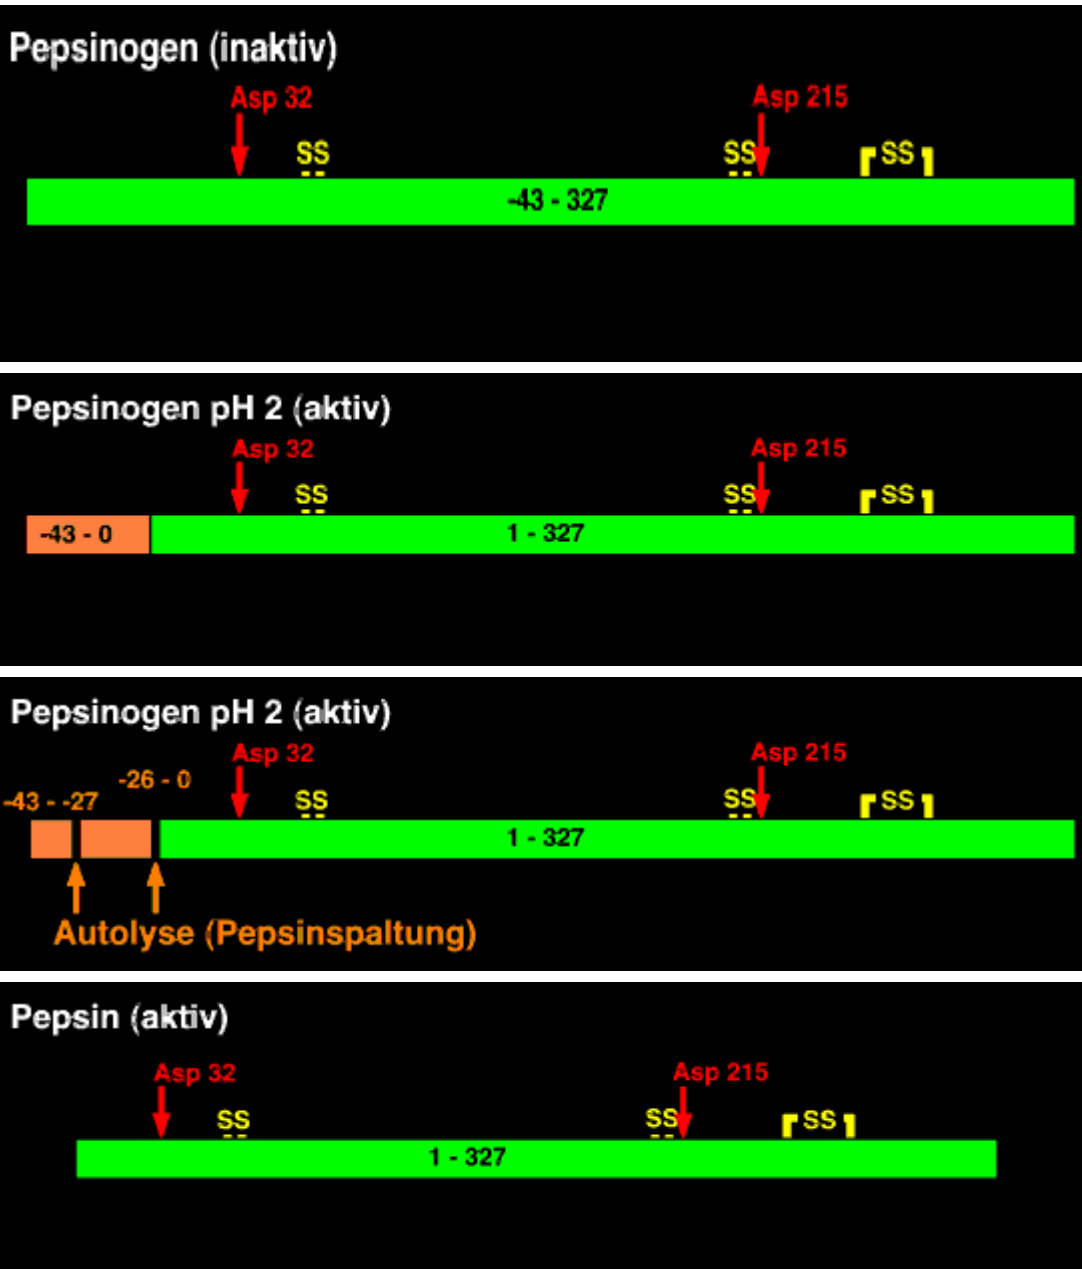 Pepsinogen (inaktiv)
Asp 32 Asp 215
SS SS SS
-43 - 327
Pepsinogen pH 2 (aktiv)
Asp 32 Asp 215
SS SS SS
-43 - 0 1 - 327
Pepsinogen pH 2 (aktiv)
Asp 32 Asp 215
-26 - 0
-43 - -27 SS SS SS
1 - 327
Autolyse (Pepsinspaltung)
Pepsin (aktiv)
Asp 32 Asp 215
SS SS SS
1 - 327